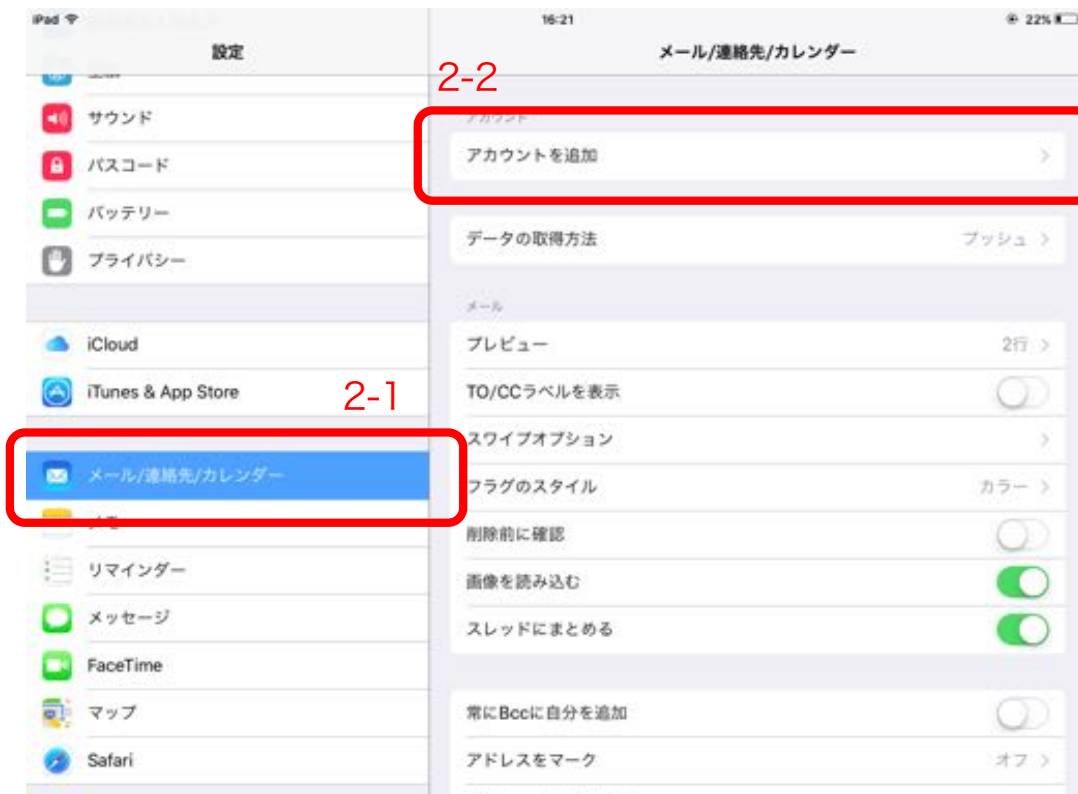 iPad
16:21
22%
設定
メール/連絡先/カレンダー
2-2
サウンド
パスコード
バッテリー
プライバシー
iCloud
iTunes & App Store
2-1
メール/連絡先/カレンダー
メモ
リマインダー
メッセージ
FaceTime
マップ
Safari
アカウント
アカウントを追加
データの取得方法 プッシュ
メール
プレビュー 2行
TO/CCラベルを表示
スワイプオプション
フラグのスタイル カラー
削除前に確認
画像を読み込む
スレッドにまとめる
常にBccに自分を追加
アドレスをマーク オフ